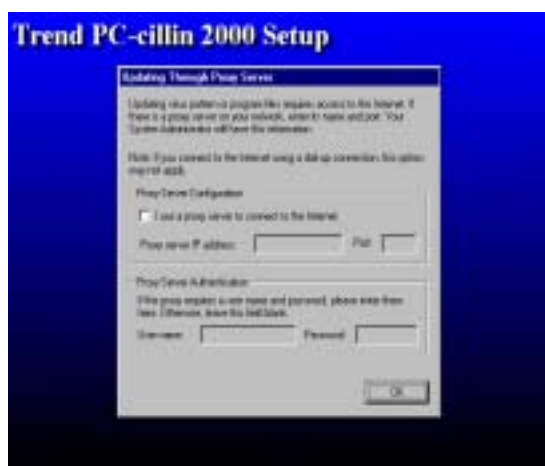 Trend PC-cillin 2000 Setup
Updating Through Proxy Server
Updating virus pattern or program files requires access to the Internet. If
there is a proxy server on your network, enter its name and port. Your
System Administrator will have this information.
Note: If you connect to the Internet using a dial-up connection, this option
may not apply.
Proxy Server Configuration
I use a proxy server to connect to the Internet
Proxy server IP address:
Port:
Proxy Server Authentication
If the proxy requires a user name and password, please enter them
here. Otherwise, leave this field blank.
User name:
Password:
OK